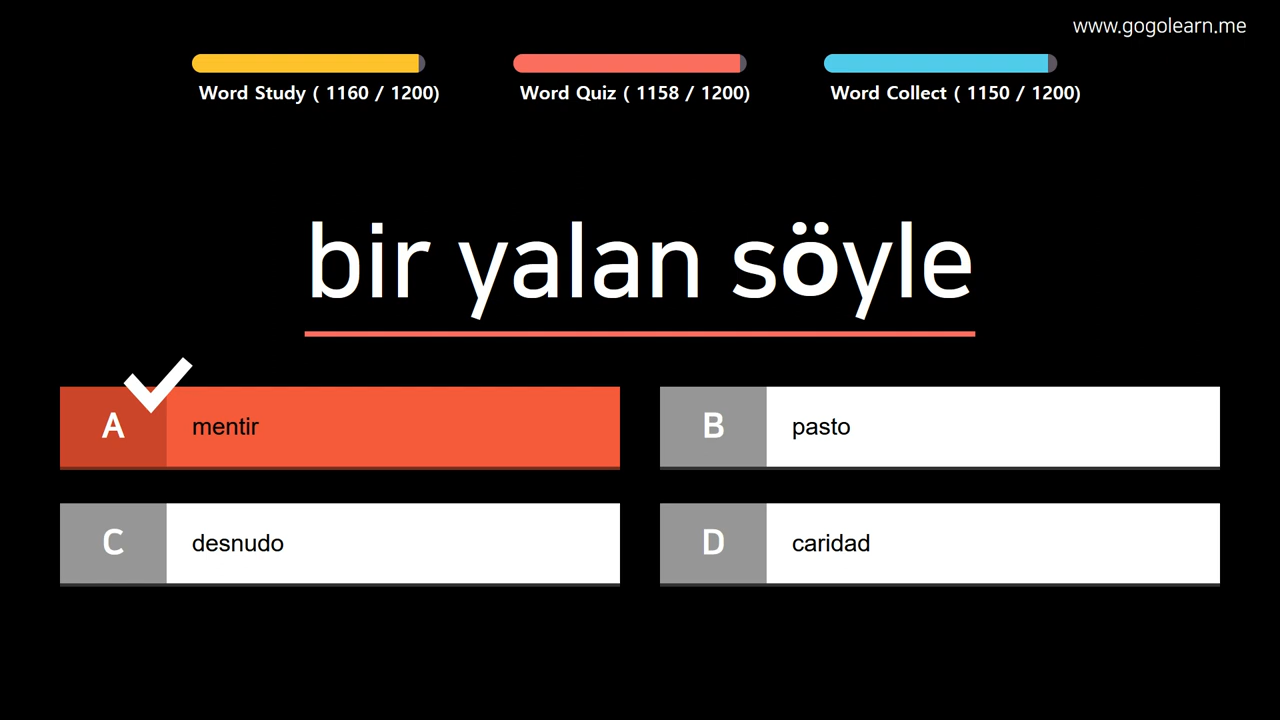 www.gogolearn.me
Word Study ( 1160 / 1200)
Word Quiz ( 1158 / 1200)
Word Collect ( 1150 / 1200)
bir yalan söyle
A mentir
B pasto
C desnudo
D caridad